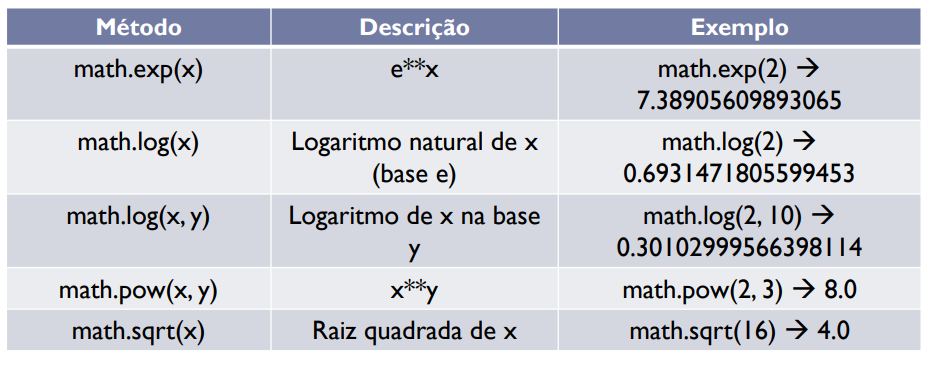 Método Descrição Exemplo
math.exp(x) e**x math.exp(2) →
7.38905609893065
math.log(x) Logaritmo natural de x math.log(2) →
(base e) 0.6931471805599453
math.log(x, y) Logaritmo de x na base math.log(2, 10) →
y 0.30102999566398114
math.pow(x, y) x**y math.pow(2, 3) → 8.0
math.sqrt(x) Raiz quadrada de x math.sqrt(16) → 4.0